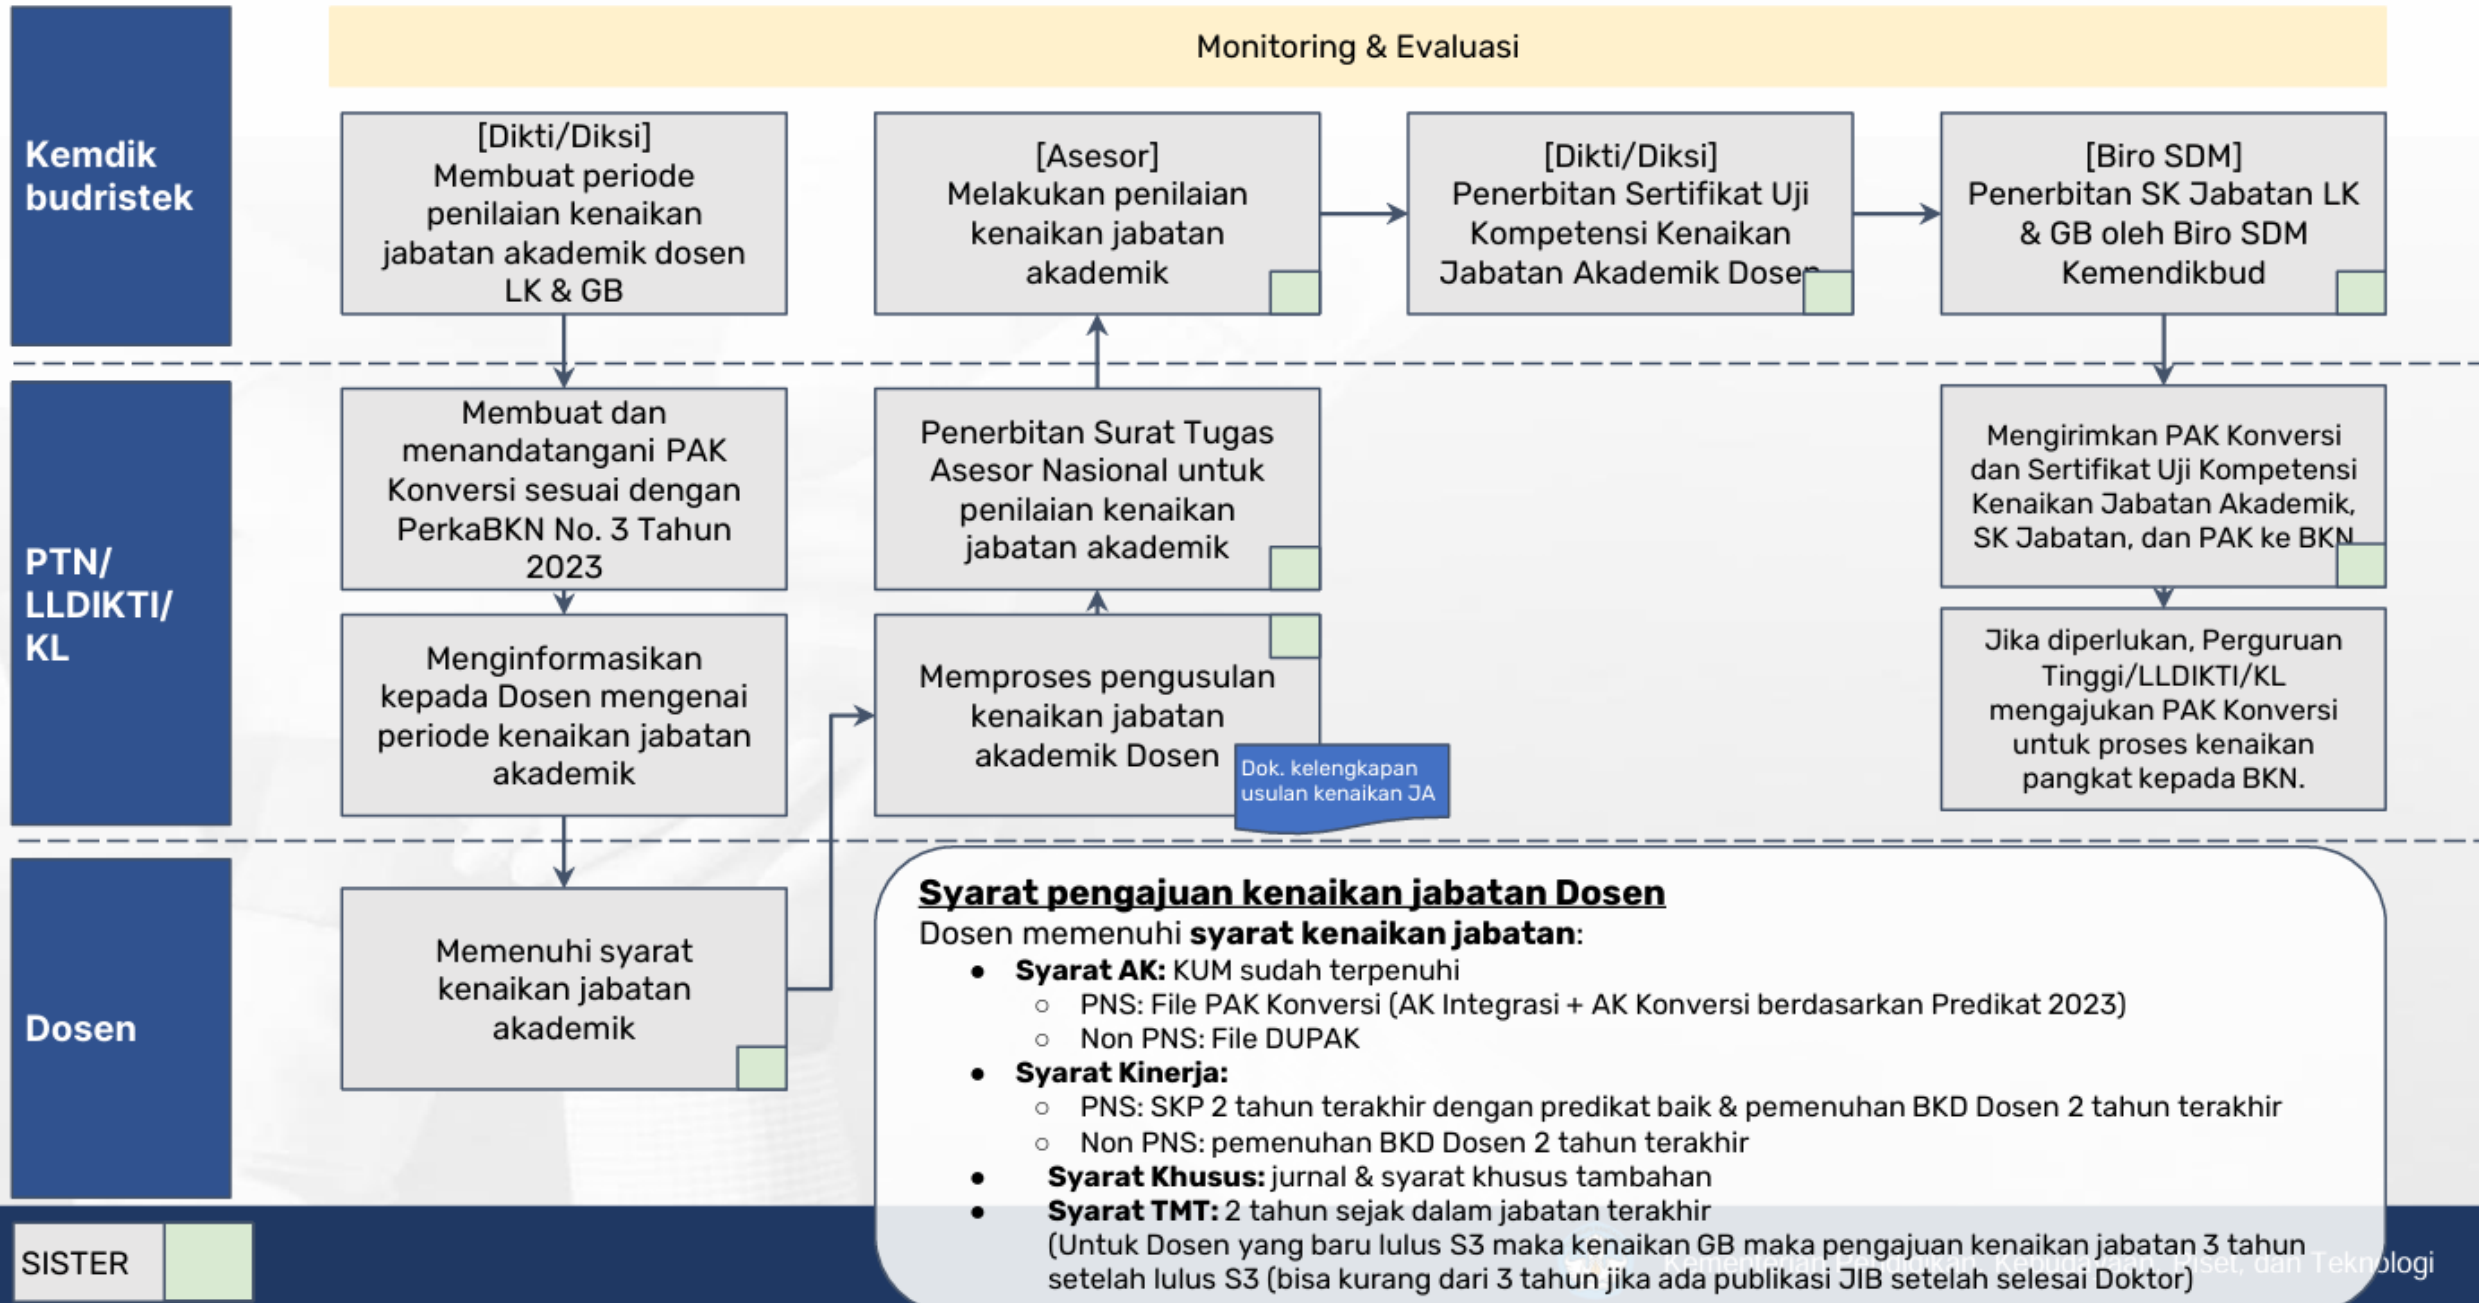 Monitoring & Evaluasi
Kemdik
budristek
[Dikti/Diksi]
Membuat periode
penilaian kenaikan
jabatan akademik dosen
LK & GB
[Asesor]
Melakukan penilaian
kenaikan jabatan
akademik
[Dikti/Diksi]
Penerbitan Sertifikat Uji
Kompetensi Kenaikan
Jabatan Akademik Dosen
[Biro SDM]
Penerbitan SK Jabatan LK
& GB oleh Biro SDM
Kemendikbud
PTN/
LLDIKTI/
KL
Membuat dan
menandatangani PAK
Konversi sesuai dengan
PerkaBKN No. 3 Tahun
2023
Penerbitan Surat Tugas
Asesor Nasional untuk
penilaian kenaikan
jabatan akademik
Mengirimkan PAK Konversi
dan Sertifikat Uji Kompetensi
Kenaikan Jabatan Akademik,
SK Jabatan, dan PAK ke BKN
Menginformasikan
kepada Dosen mengenai
periode kenaikan jabatan
akademik
Memproses pengusulan
kenaikan jabatan
akademik Dosen
Dok. kelengkapan
usulan kenaikan JA
Jika diperlukan, Perguruan
Tinggi/LLDIKTI/KL
mengajukan PAK Konversi
untuk proses kenaikan
pangkat kepada BKN.
Dosen
Memenuhi syarat
kenaikan jabatan
akademik
Syarat pengajuan kenaikan jabatan Dosen
Dosen memenuhi syarat kenaikan jabatan:
● Syarat AK: KUM sudah terpenuhi
○ PNS: File PAK Konversi (AK Integrasi + AK Konversi berdasarkan Predikat 2023)
○ Non PNS: File DUPAK
● Syarat Kinerja:
○ PNS: SKP 2 tahun terakhir dengan predikat baik & pemenuhan BKD Dosen 2 tahun terakhir
○ Non PNS: pemenuhan BKD Dosen 2 tahun terakhir
● Syarat Khusus: jurnal & syarat khusus tambahan
● Syarat TMT: 2 tahun sejak dalam jabatan terakhir
(Untuk Dosen yang baru lulus S3 maka kenaikan GB maka pengajuan kenaikan jabatan 3 tahun
setelah lulus S3 (bisa kurang dari 3 tahun jika ada publikasi JIB setelah selesai Doktor)
SISTER
Kementerian Pendidikan, Kebudayaan, Riset, dan Teknologi